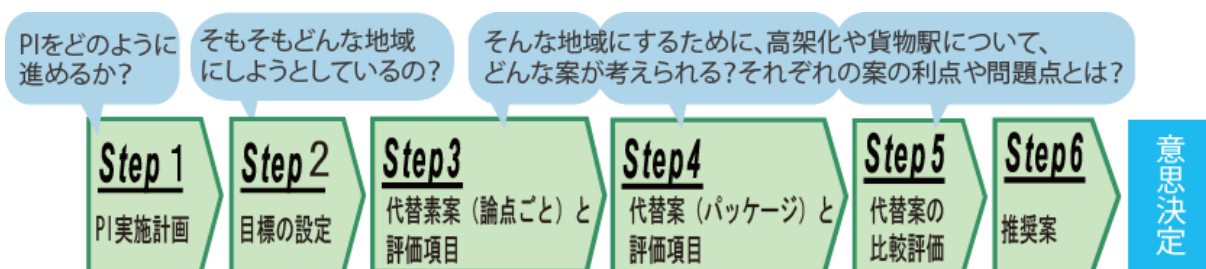 PIをどのように
進めるか?
そもそもどんな地域
にしようとしているの?
そんな地域にするために、高架化や貨物駅について、
どんな案が考えられる?それぞれの案の利点や問題点とは?
Step 1
PI実施計画
Step 2
目標の設定
Step3
代替素案(論点ごと)と
評価項目
Step4
代替案(パッケージ)と
評価項目
Step5
代替案の
比較評価
Step6
推奨案
意思決定